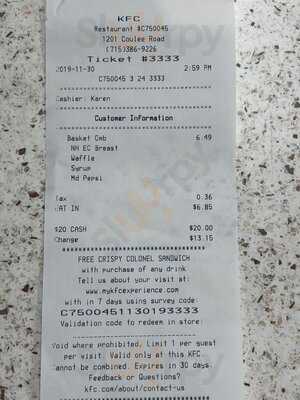 KFC
Restaurant #C750045
1201 Coulee Road
(715)386-9226
Ticket #3333
2019-11-30 2:59 PM
C750045 3 24 3333
Cashier: Karen
Customer Information
Basket Cmb 6.49
NH EC Breast
Waffle
Syrup
Md Pepsi
Tax 0.36
EAT IN $6.85
$20 CASH $20.00
Change $13.15
FREE CRISPY COLONEL SANDWICH
with purchase of any drink
Tell us about your visit at:
www.mykfcexperience.com
with in 7 days using survey code:
C7500451130193333
Validation code to redeem in store:
Void where prohibited. Limit 1 per guest
per visit. Valid only at this KFC.
Cannot be combined. Expires in 30 days.
Feedback or Questions?
kfc.com/about/contact-us